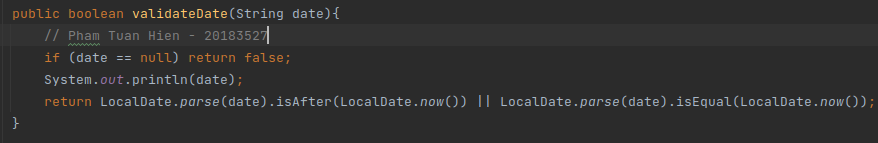 public boolean validateDate(String date){
// Pham Tuan Hien - 20183527
if (date == null) return false;
System.out.println(date);
return LocalDate.parse(date).isAfter(LocalDate.now()) || LocalDate.parse(date).isEqual(LocalDate.now());
}